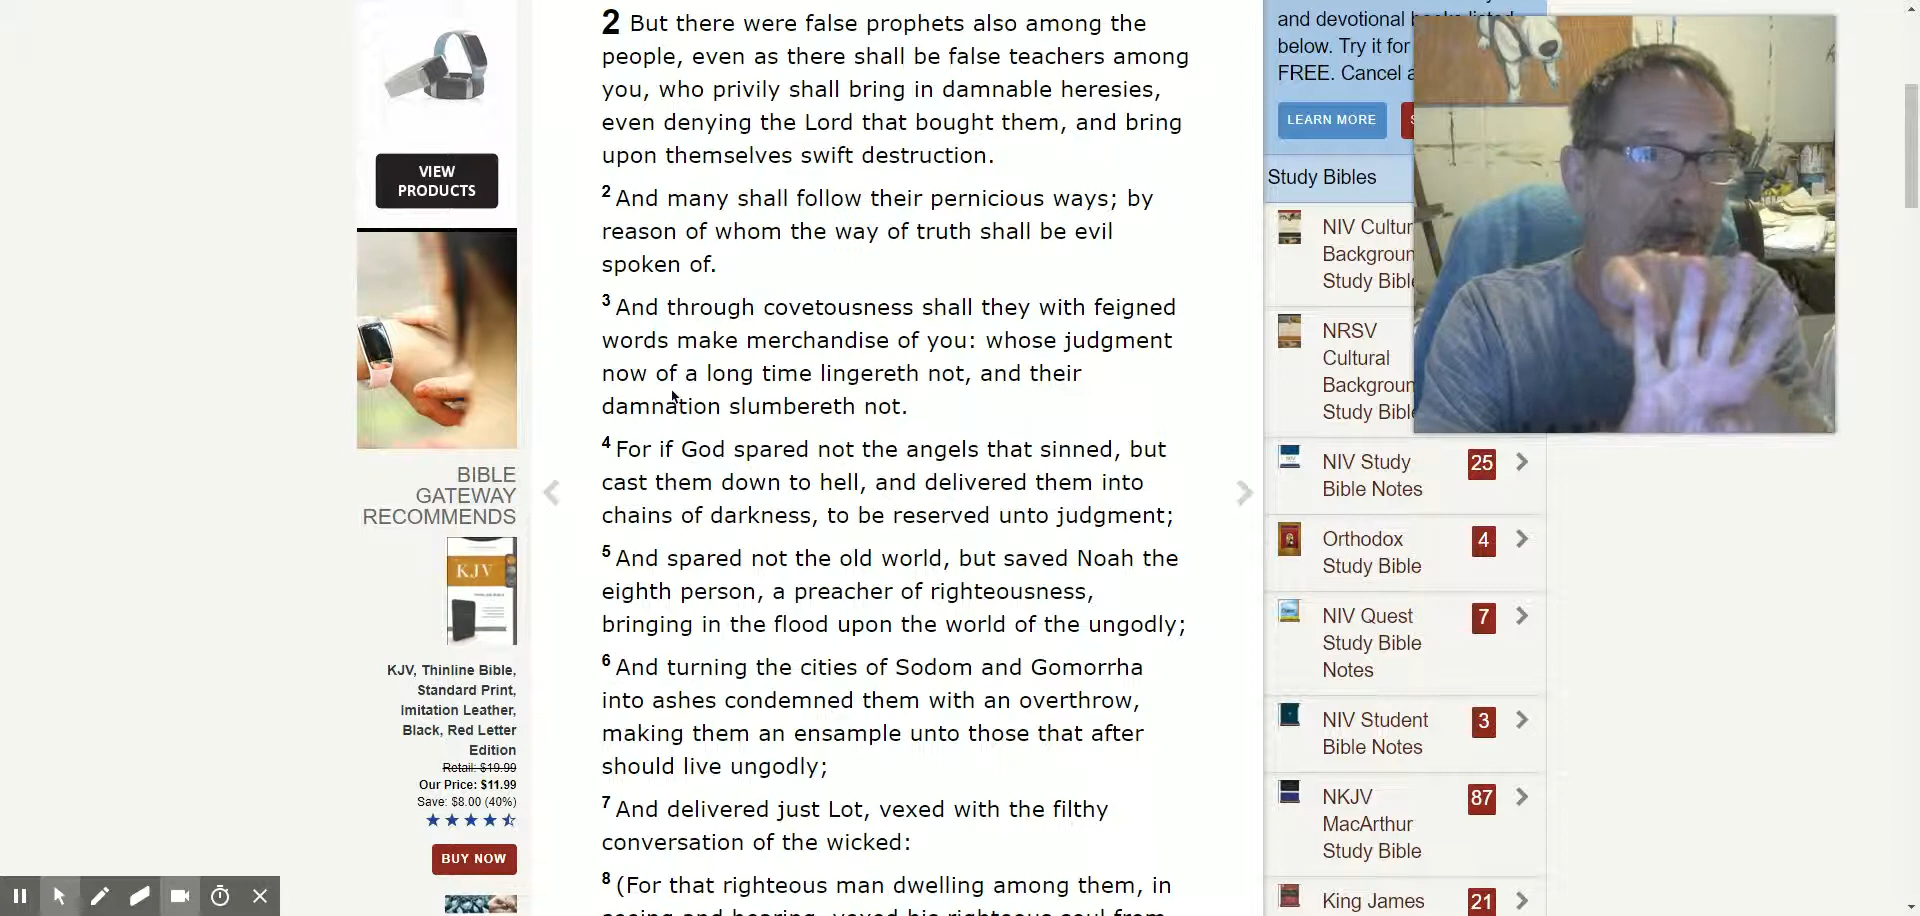 VIEW
PRODUCTS
BIBLE
GATEWAY
RECOMMENDS
KJV
KJV, Thinline Bible,
Standard Print,
Imitation Leather,
Black, Red Letter
Edition
Retail: $19.99
Our Price: $11.99
Save: $8.00 (40%)
BUY NOW
2 But there were false prophets also among the
people, even as there shall be false teachers among
you, who privily shall bring in damnable heresies,
even denying the Lord that bought them, and bring
upon themselves swift destruction.
2 And many shall follow their pernicious ways; by
reason of whom the way of truth shall be evil
spoken of.
3 And through covetousness shall they with feigned
words make merchandise of you: whose judgment
now of a long time lingereth not, and their
damnation slumbereth not.
4 For if God spared not the angels that sinned, but
cast them down to hell, and delivered them into
chains of darkness, to be reserved unto judgment;
5 And spared not the old world, but saved Noah the
eighth person, a preacher of righteousness,
bringing in the flood upon the world of the ungodly;
6 And turning the cities of Sodom and Gomorrha
into ashes condemned them with an overthrow,
making them an ensample unto those that after
should live ungodly;
7 And delivered just Lot, vexed with the filthy
conversation of the wicked:
8 (For that righteous man dwelling among them, in
and devotional
below. Try it for
FREE. Cancel
LEARN MORE
Study Bibles
NIV
Study
NRSV
Cultural
Study
NIV Study
Bible Notes
25
Orthodox
Study Bible
4
NIV Quest
Study Bible
Notes
7
NIV Student
Bible Notes
3
NKJV
MacArthur
Study Bible
87
King James
21